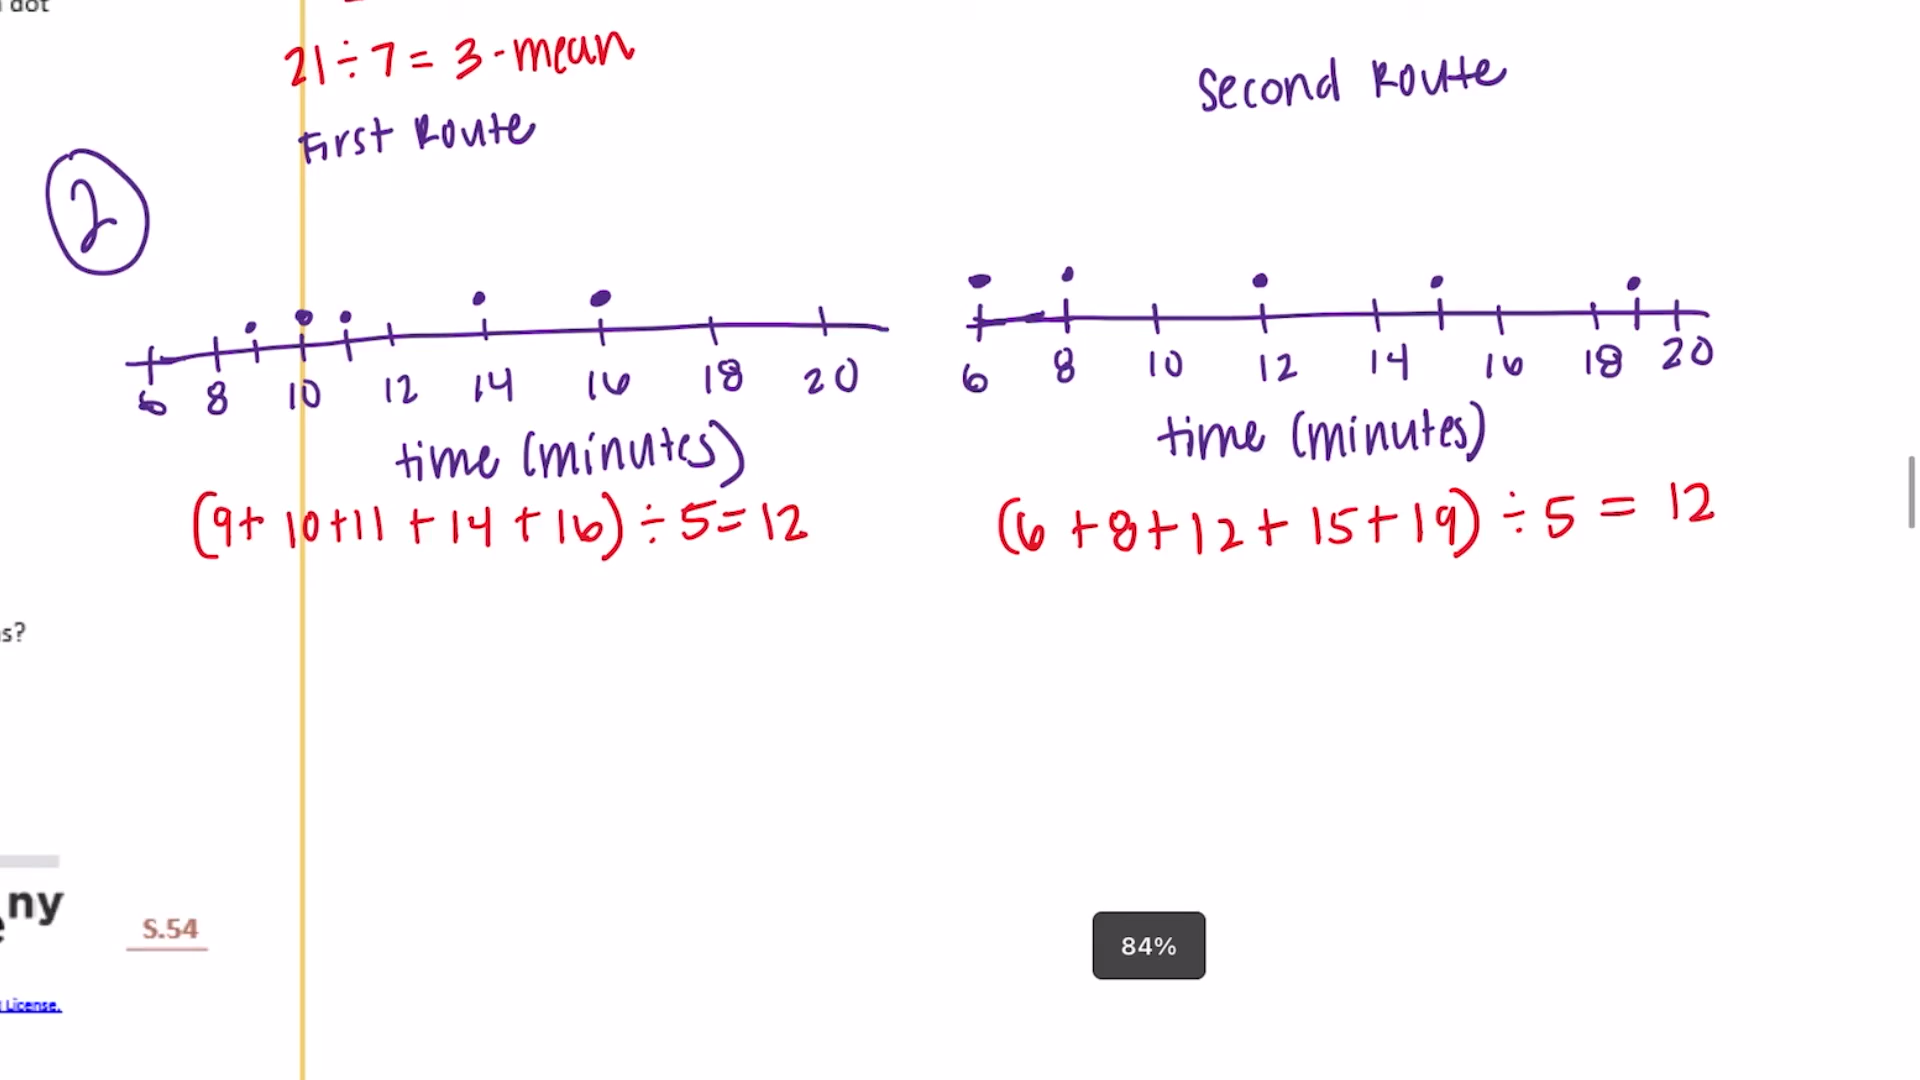 dot
21 ÷ 7 = 3 - mean
First Route
Second Route
2
6 8 10 12 14 16 18 20
time (minutes)
(9 + 10 + 11 + 14 + 16) ÷ 5 = 12
6 8 10 12 14 16 18 20
time (minutes)
(6 + 8 + 12 + 15 + 19) ÷ 5 = 12
s?
ny
S.54
License.
84%